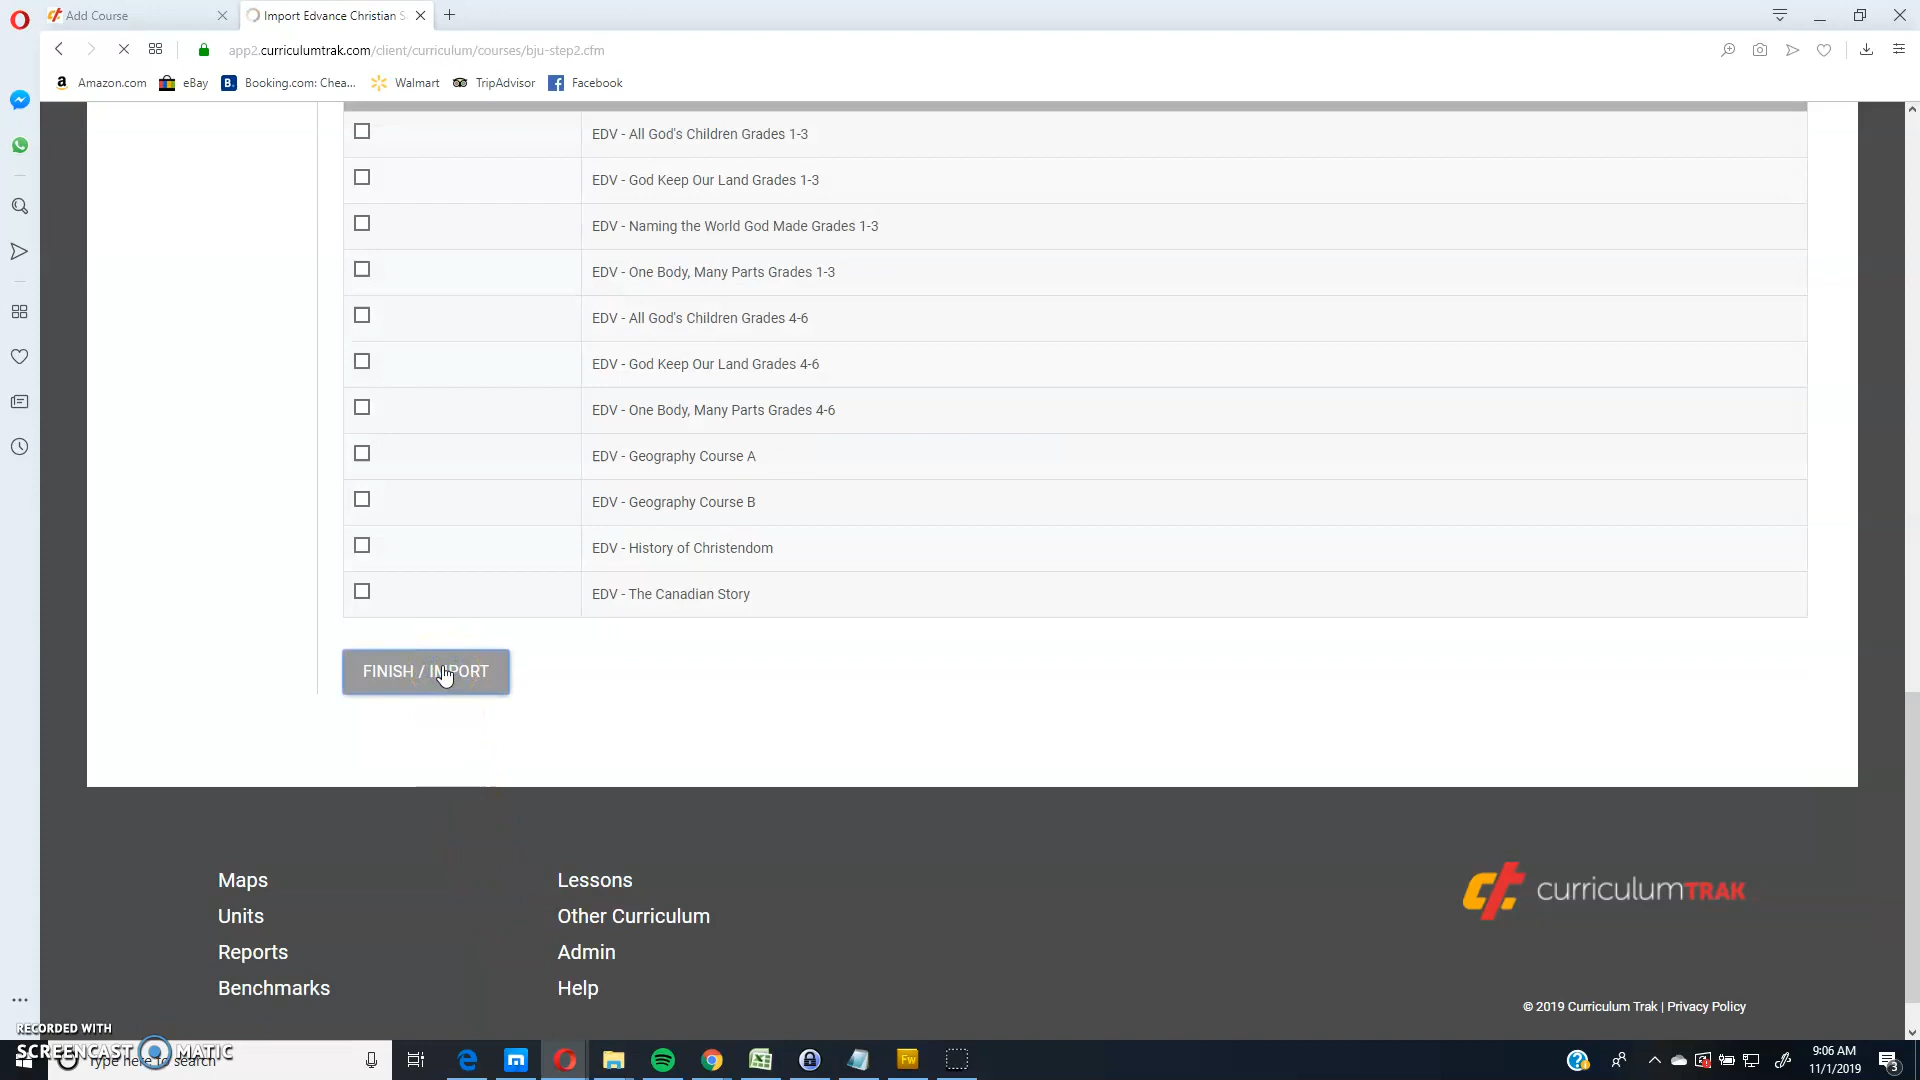 Add Course
Import Edvance Christian S
app2.curriculumtrak.com/client/curriculum/courses/bju-step2.cfm
Amazon.com
eBay
Booking.com: Chea...
Walmart
TripAdvisor
Facebook
EDV - All God's Children Grades 1-3
EDV - God Keep Our Land Grades 1-3
EDV - Naming the World God Made Grades 1-3
EDV - One Body, Many Parts Grades 1-3
EDV - All God's Children Grades 4-6
EDV - God Keep Our Land Grades 4-6
EDV - One Body, Many Parts Grades 4-6
EDV - Geography Course A
EDV - Geography Course B
EDV - History of Christendom
EDV - The Canadian Story
FINISH / IMPORT
Maps
Lessons
Units
Other Curriculum
Reports
Admin
Benchmarks
Help
curriculumTRAK
© 2019 Curriculum Trak | Privacy Policy
RECORDED WITH
SCREENCAST MATIC
Type here to search
Fw
9:06 AM
11/1/2019
3